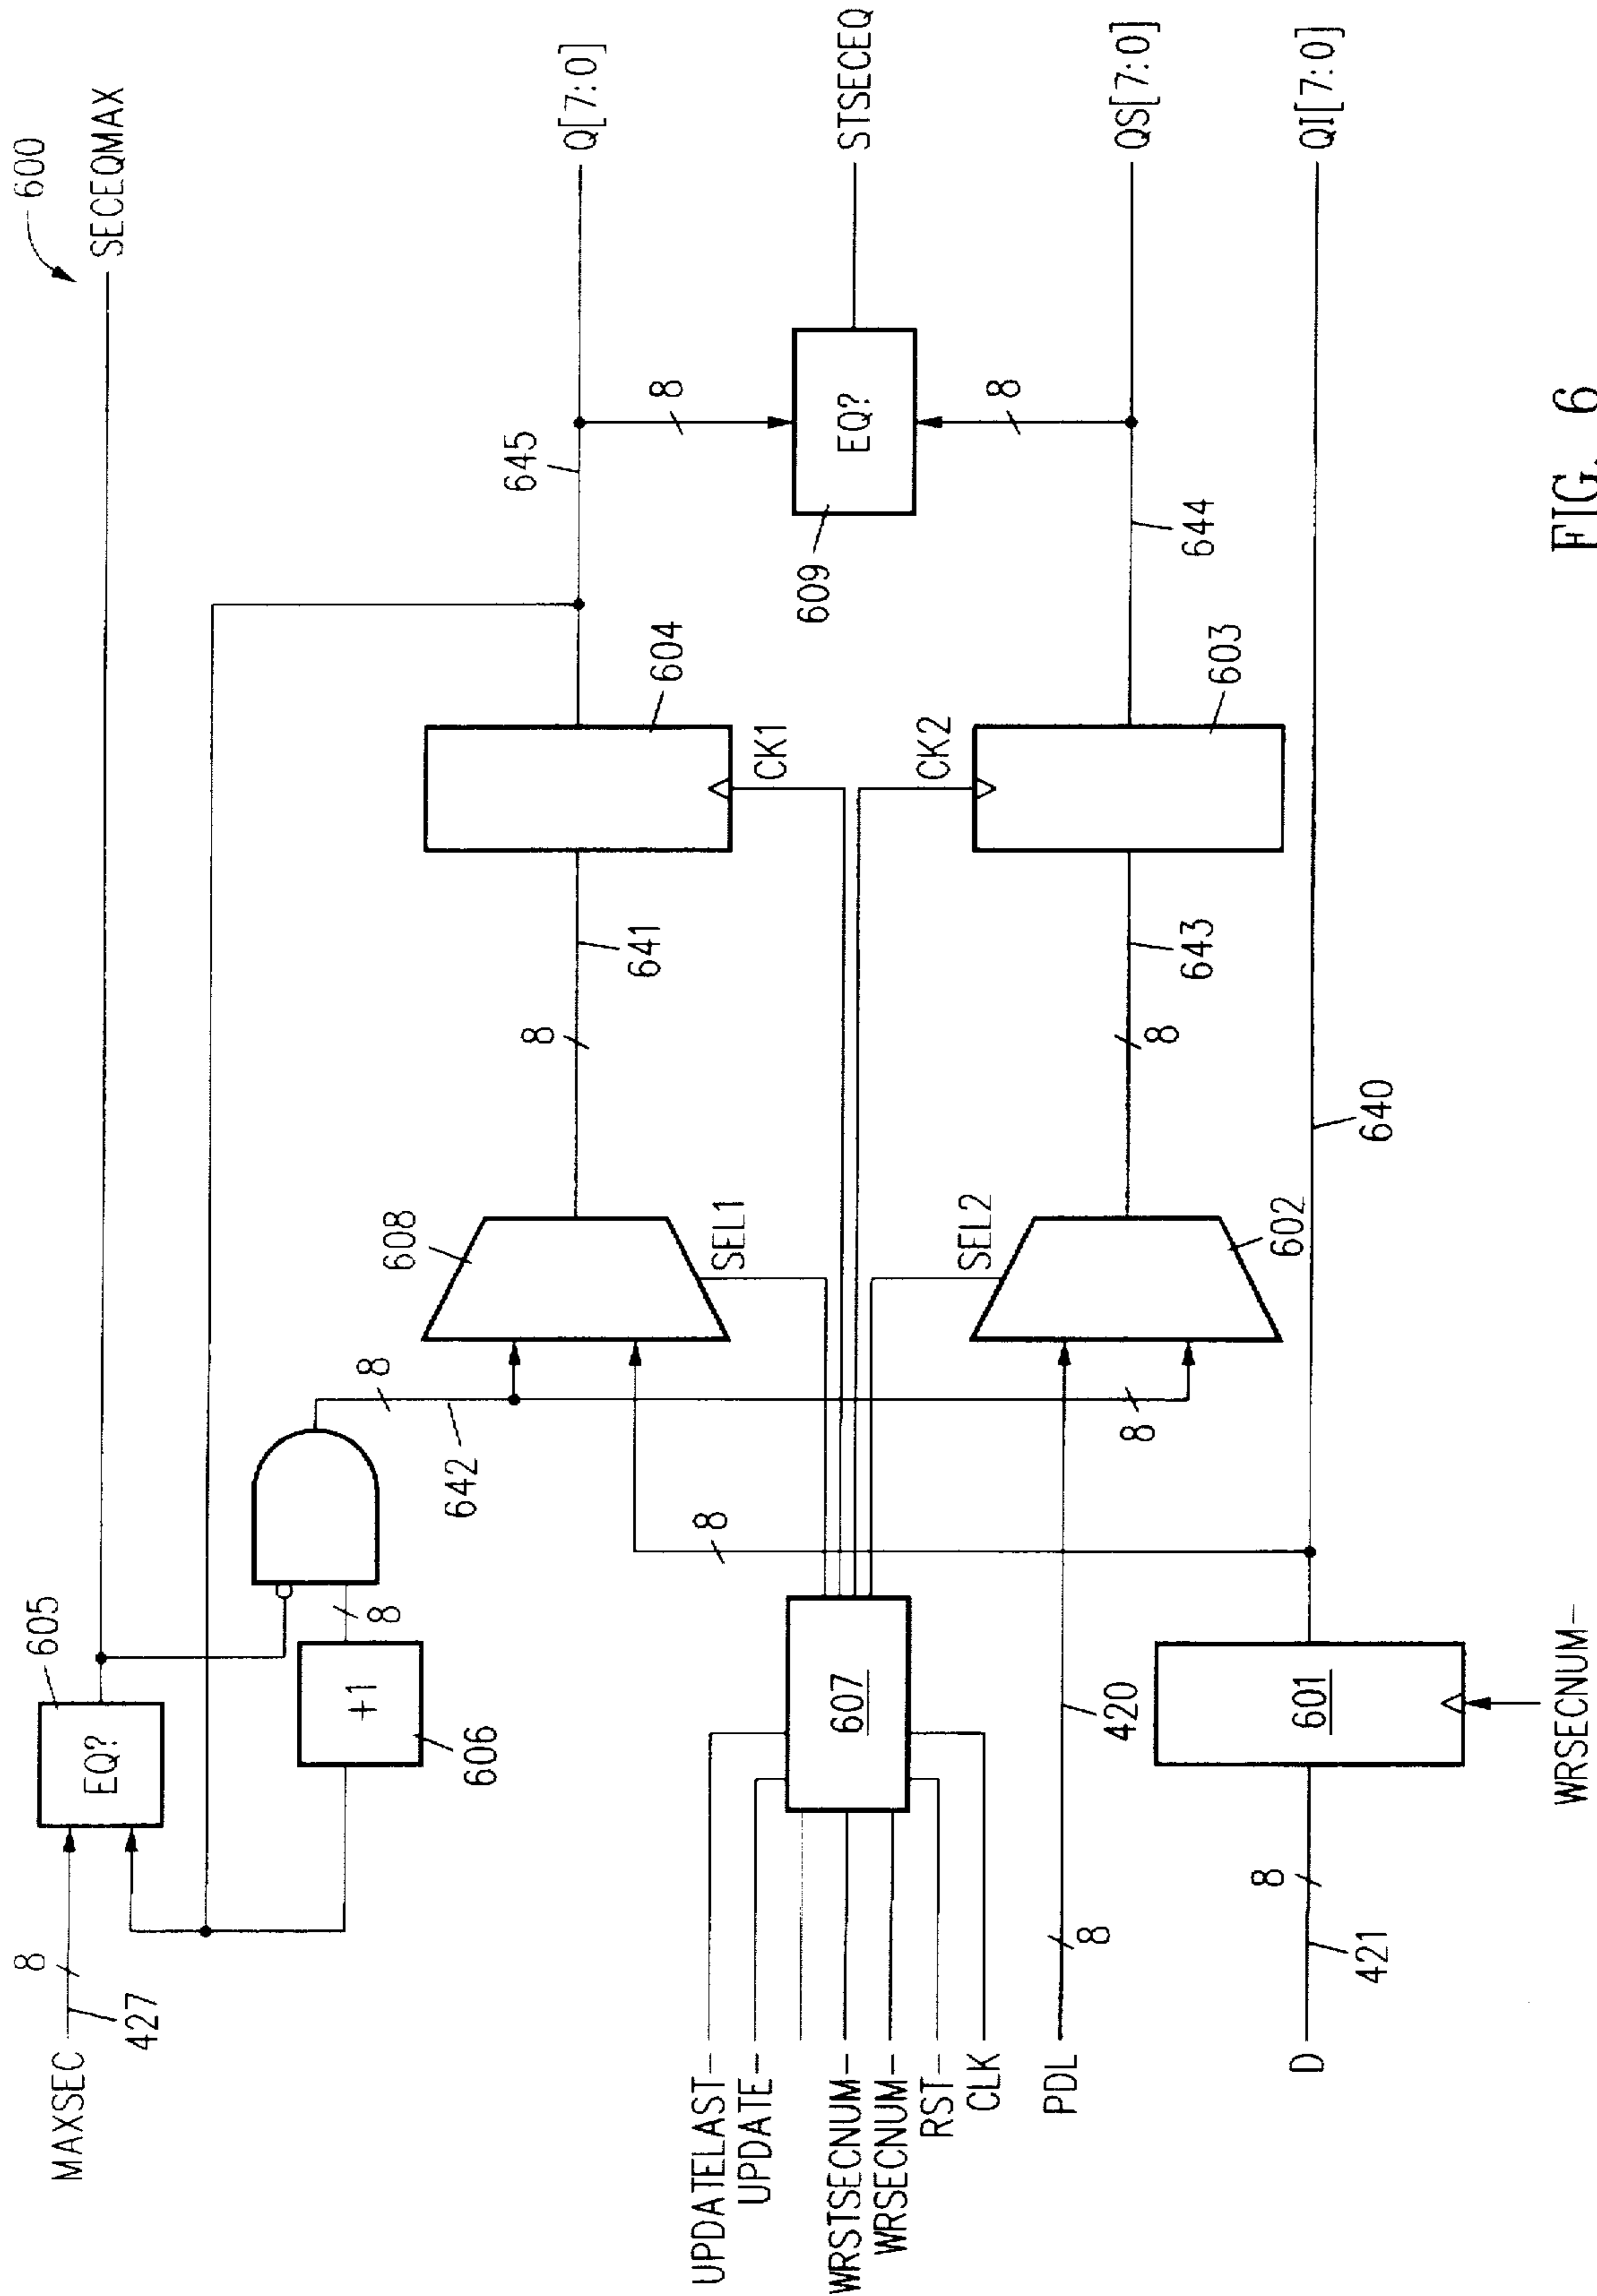 600
SECEQMAX
MAXSEC
8
427
EQ?
605
+1
606
8
8
642
608
SEL1
8
641
604
CK1
645
Q[7:0]
8
EQ?
609
STSECEQ
8
UPDATELAST-
UPDATE-
WRSTSECNUM-
WRSECNUM-
RST-
CLK
607
8
8
SEL2
602
8
643
CK2
603
644
QS[7:0]
PDL
8
420
D
8
421
601
WRSECNUM-
640
QI[7:0]
FIG. 6